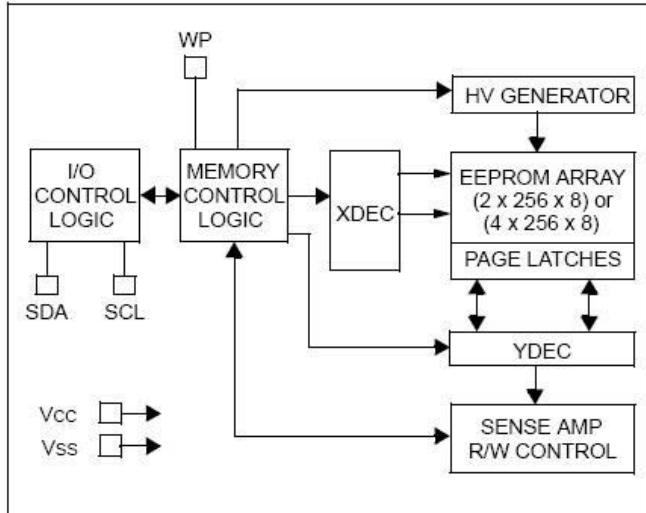 WP
HV GENERATOR
I/O
CONTROL
LOGIC
MEMORY
CONTROL
LOGIC
XDEC
EEPROM ARRAY
(2 x 256 x 8) or
(4 x 256 x 8)
PAGE LATCHES
SDA
SCL
YDEC
Vcc
Vss
SENSE AMP
R/W CONTROL